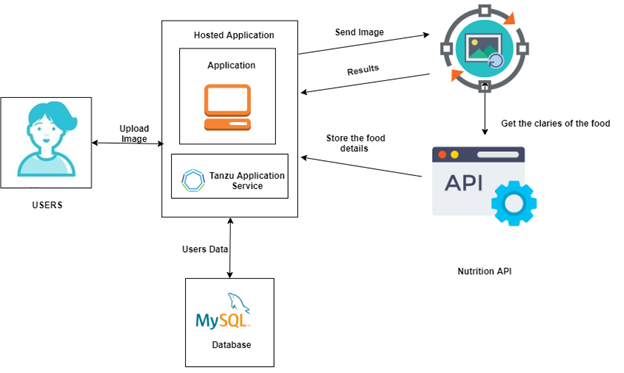 Hosted Application
Application
Tanzu Application
Service
Send Image
Results
Upload
Image
USERS
Store the food
details
Get the claries of the food
API
Nutrition API
Users Data
MySQL
Database